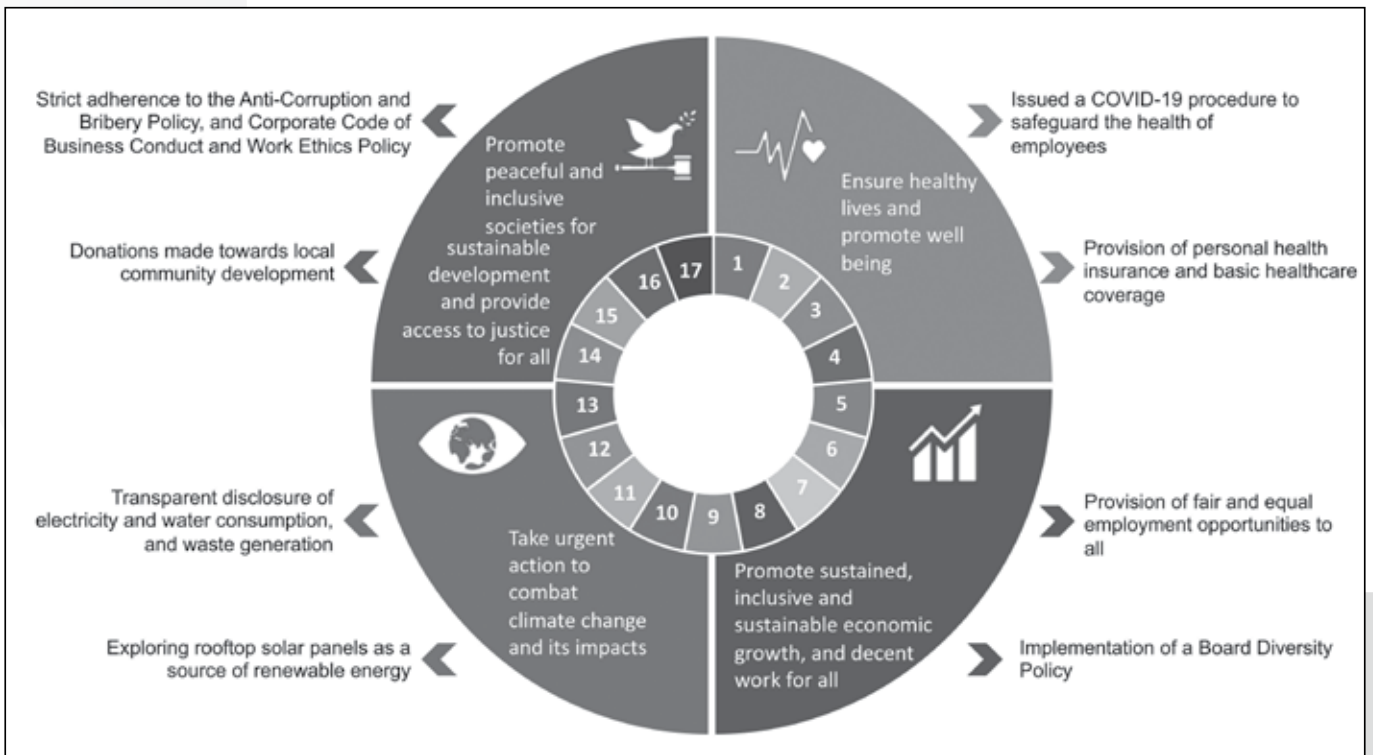 Strict adherence to the Anti-Corruption and
Bribery Policy, and Corporate Code of
Business Conduct and Work Ethics Policy
Donations made towards local
community development
Promote
peaceful and
inclusive
societies for
sustainable
development
and provide
access to justice
for all
Ensure healthy
lives and
promote well
being
Issued a COVID-19 procedure to
safeguard the health of
employees
Provision of personal health
insurance and basic healthcare
coverage
1
2
3
4
5
6
7
8
9
10
11
12
13
14
15
16
17
Transparent disclosure of
electricity and water consumption,
and waste generation
Exploring rooftop solar panels as a
source of renewable energy
Take urgent
action to
combat
climate change
and its impacts
Promote sustained,
inclusive and
sustainable economic
growth, and decent
work for all
Provision of fair and equal
employment opportunities to
all
Implementation of a Board Diversity
Policy